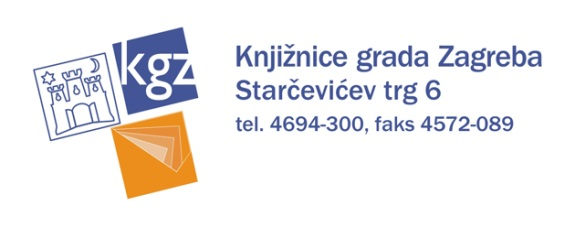 kgz
Knjižnice grada Zagreba
Starčevićev trg 6
tel. 4694-300, faks 4572-089